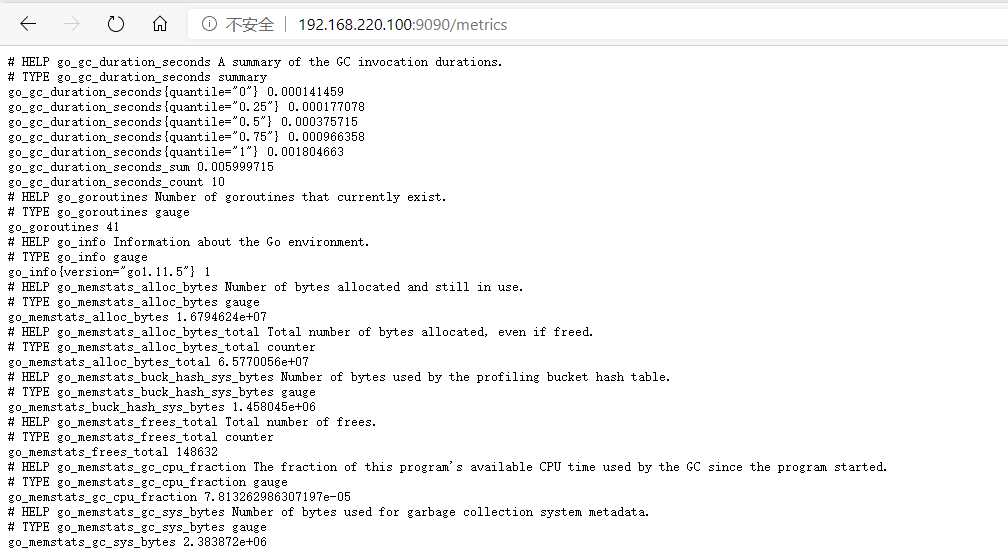 不安全 192.168.220.100:9090/metrics
# HELP go_gc_duration_seconds A summary of the GC invocation durations.
# TYPE go_gc_duration_seconds summary
go_gc_duration_seconds{quantile="0"} 0.000141459
go_gc_duration_seconds{quantile="0.25"} 0.000177078
go_gc_duration_seconds{quantile="0.5"} 0.000375715
go_gc_duration_seconds{quantile="0.75"} 0.000966358
go_gc_duration_seconds{quantile="1"} 0.001804663
go_gc_duration_seconds_sum 0.005999715
go_gc_duration_seconds_count 10
# HELP go_goroutines Number of goroutines that currently exist.
# TYPE go_goroutines gauge
go_goroutines 41
# HELP go_info Information about the Go environment.
# TYPE go_info gauge
go_info{version="go1.11.5"} 1
# HELP go_memstats_alloc_bytes Number of bytes allocated and still in use.
# TYPE go_memstats_alloc_bytes gauge
go_memstats_alloc_bytes 1.6794624e+07
# HELP go_memstats_alloc_bytes_total Total number of bytes allocated, even if freed.
# TYPE go_memstats_alloc_bytes_total counter
go_memstats_alloc_bytes_total 6.5770056e+07
# HELP go_memstats_buck_hash_sys_bytes Number of bytes used by the profiling bucket hash table.
# TYPE go_memstats_buck_hash_sys_bytes gauge
go_memstats_buck_hash_sys_bytes 1.458045e+06
# HELP go_memstats_frees_total Total number of frees.
# TYPE go_memstats_frees_total counter
go_memstats_frees_total 148632
# HELP go_memstats_gc_cpu_fraction The fraction of this program's available CPU time used by the GC since the program started.
# TYPE go_memstats_gc_cpu_fraction gauge
go_memstats_gc_cpu_fraction 7.813262986307197e-05
# HELP go_memstats_gc_sys_bytes Number of bytes used for garbage collection system metadata.
# TYPE go_memstats_gc_sys_bytes gauge
go_memstats_gc_sys_bytes 2.383872e+06